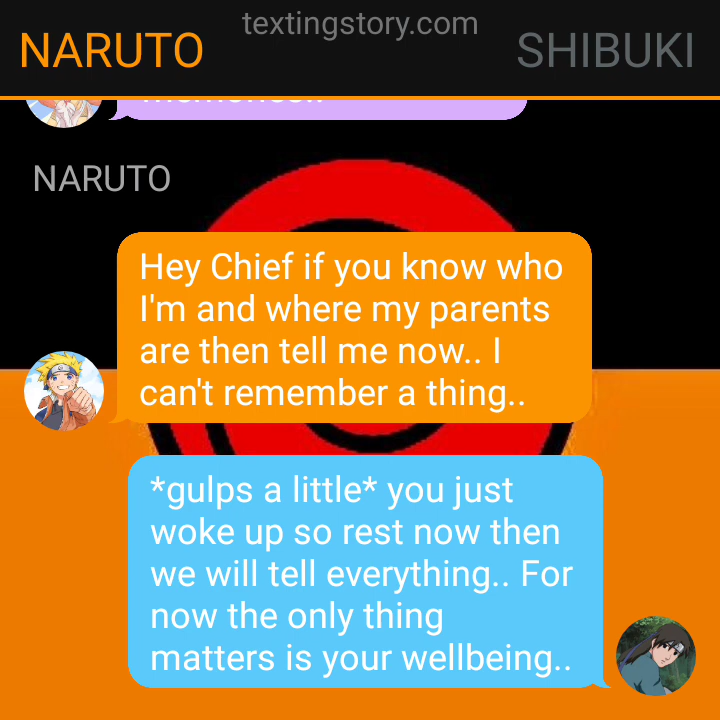 textingstory.com
NARUTO
SHIBUKI
NARUTO
Hey Chief if you know who
I'm and where my parents
are then tell me now.. I
can't remember a thing..
*gulps a little* you just
woke up so rest now then
we will tell everything.. For
now the only thing
matters is your wellbeing..